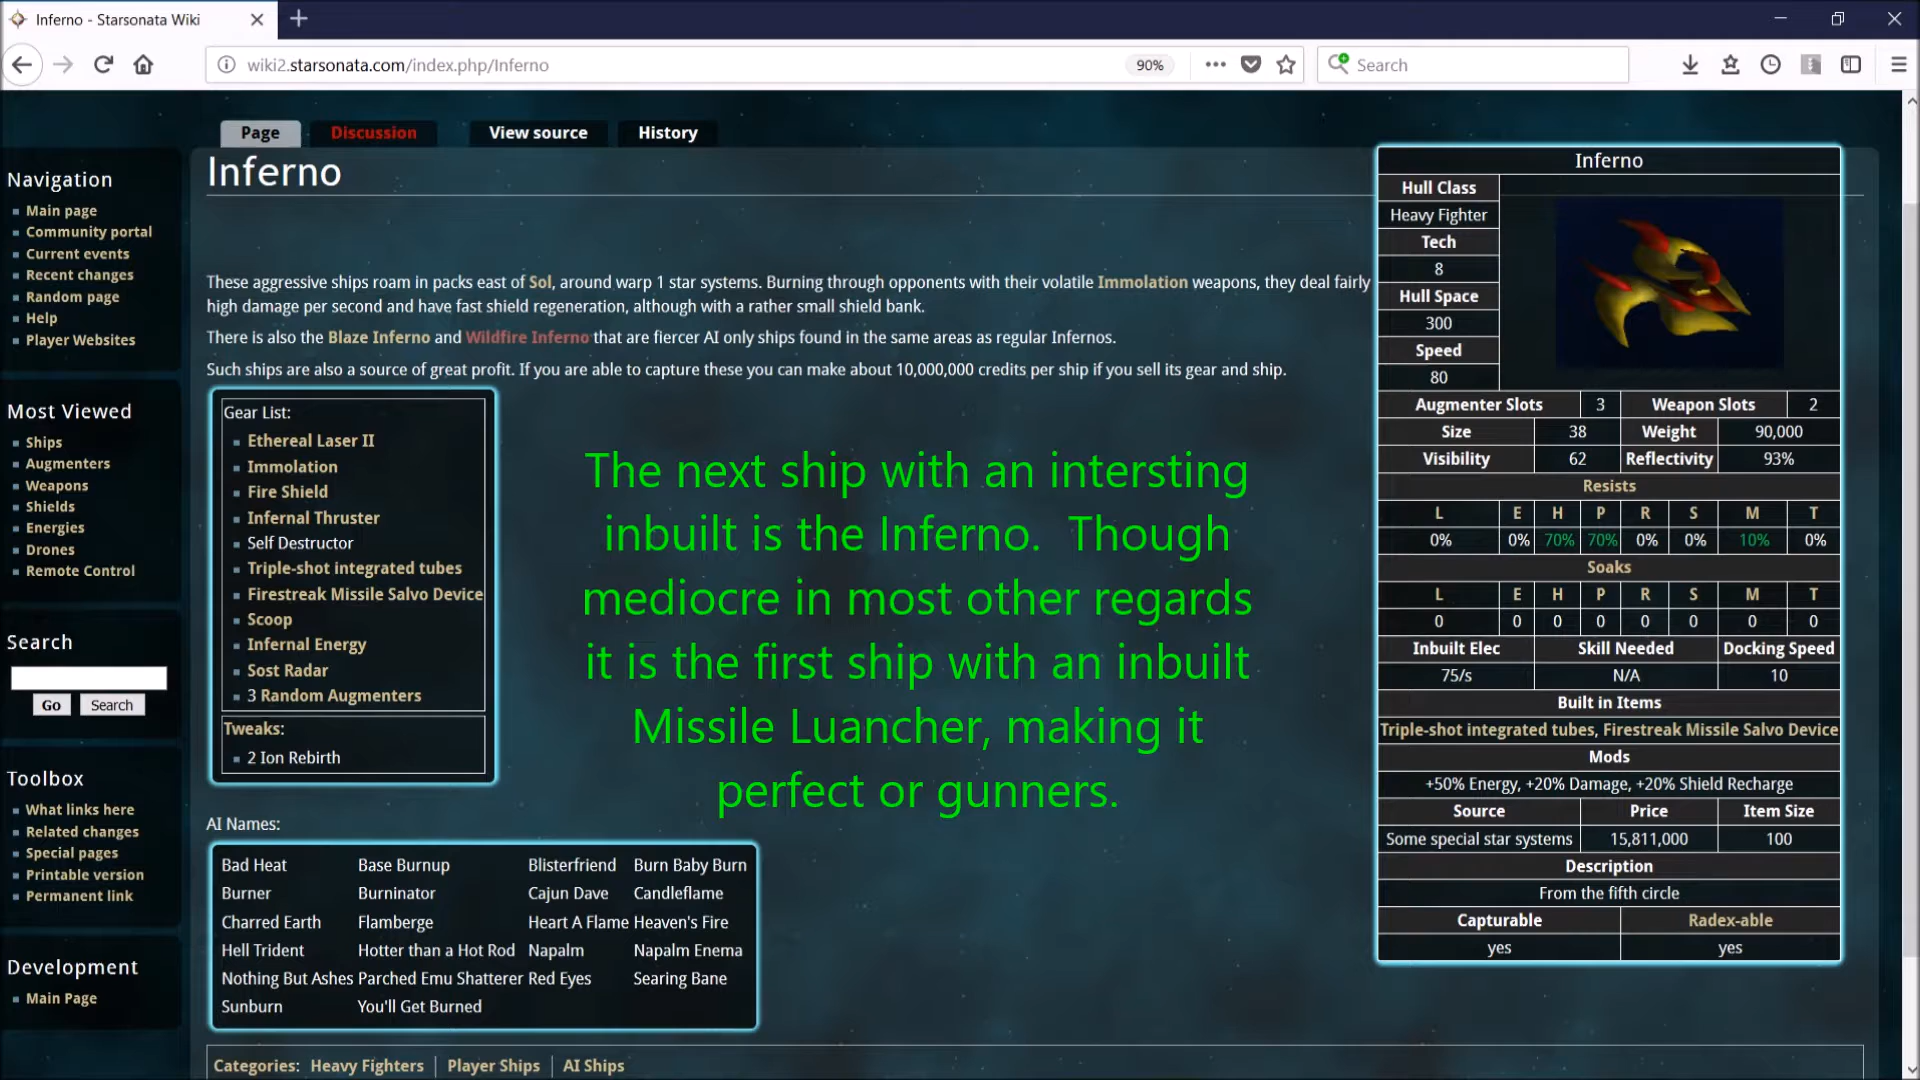 Inferno - Starsonata Wiki
wiki2.starsonata.com/index.php/Inferno
90%
Search
Page
Discussion
View source
History
Navigation
Main page
Community portal
Current events
Recent changes
Random page
Help
Player Websites
Most Viewed
Ships
Augmenters
Weapons
Shields
Energies
Drones
Remote Control
Search
Go
Search
Toolbox
What links here
Related changes
Special pages
Printable version
Permanent link
Development
Main Page
Inferno
These aggressive ships roam in packs east of Sol, around warp 1 star systems. Burning through opponents with their volatile Immolation weapons, they deal fairly
high damage per second and have fast shield regeneration, although with a rather small shield bank.
There is also the Blaze Inferno and Wildfire Inferno that are fiercer AI only ships found in the same areas as regular Infernos.
Such ships are also a source of great profit. If you are able to capture these you can make about 10,000,000 credits per ship if you sell its gear and ship.
Gear List:
Ethereal Laser II
Immolation
Fire Shield
Infernal Thruster
Self Destructor
Triple-shot integrated tubes
Firestreak Missile Salvo Device
Scoop
Infernal Energy
Sost Radar
3 Random Augmenters
Tweaks:
2 Ion Rebirth
The next ship with an intersting
inbuilt is the Inferno. Though
mediocre in most other regards
it is the first ship with an inbuilt
Missile Luancher, making it
perfect or gunners.
AI Names:
Bad Heat Base Burnup Blisterfriend Burn Baby Burn
Burner Burninator Cajun Dave Candleflame
Charred Earth Flamberge Heart A Flame Heaven's Fire
Hell Trident Hotter than a Hot Rod Napalm Napalm Enema
Nothing But Ashes Parched Emu Shatterer Red Eyes Searing Bane
Sunburn You'll Get Burned
Categories: Heavy Fighters | Player Ships | AI Ships
Inferno
Hull Class
Heavy Fighter
Tech
8
Hull Space
300
Speed
80
Augmenter Slots 3 Weapon Slots 2
Size 38 Weight 90,000
Visibility 62 Reflectivity 93%
Resists
L E H P R S M T
0% 0% 70% 70% 0% 0% 10% 0%
Soaks
L E H P R S M T
0 0 0 0 0 0 0 0
Inbuilt Elec Skill Needed Docking Speed
75/s N/A 10
Built in Items
Triple-shot integrated tubes, Firestreak Missile Salvo Device
Mods
+50% Energy, +20% Damage, +20% Shield Recharge
Source Price Item Size
Some special star systems 15,811,000 100
Description
From the fifth circle
Capturable Radex-able
yes yes